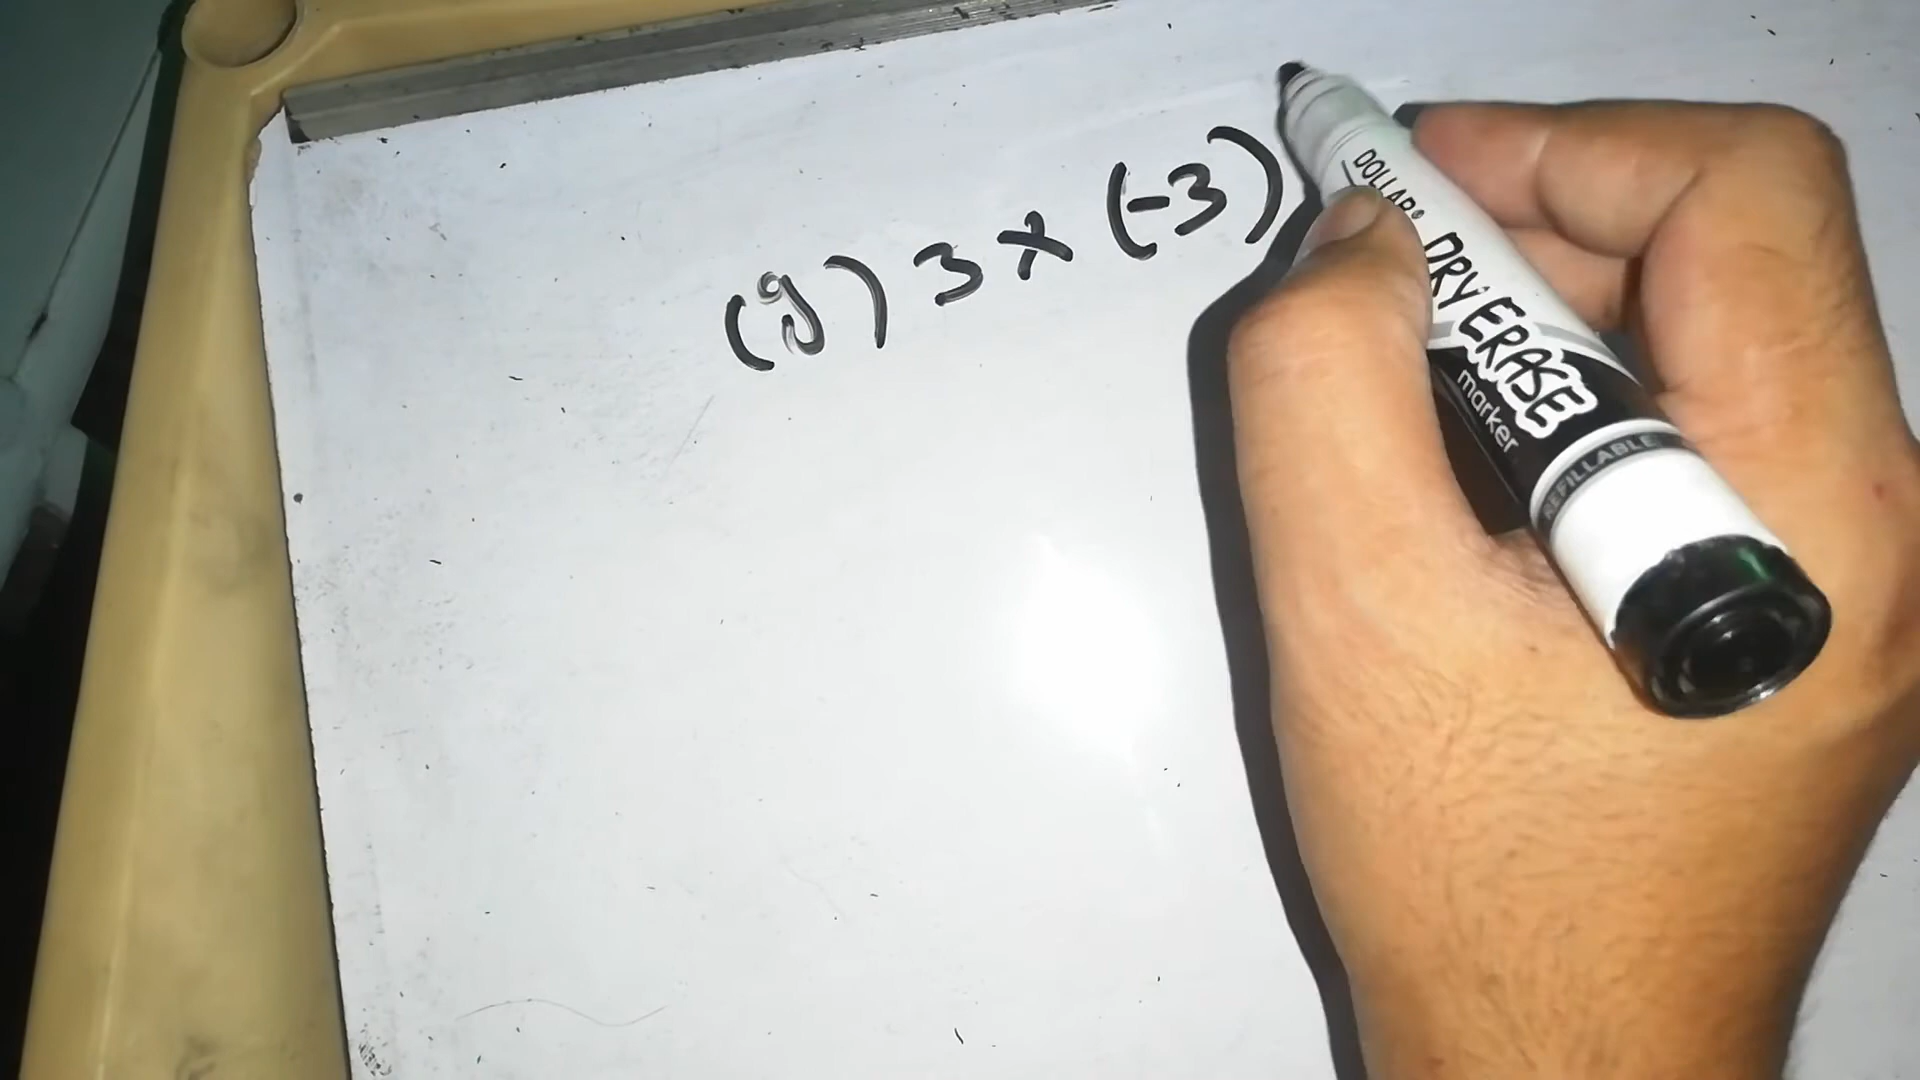 (g) 3 × (-3)
DOLLAR®
DRY ERASE
marker
REFILLABLE